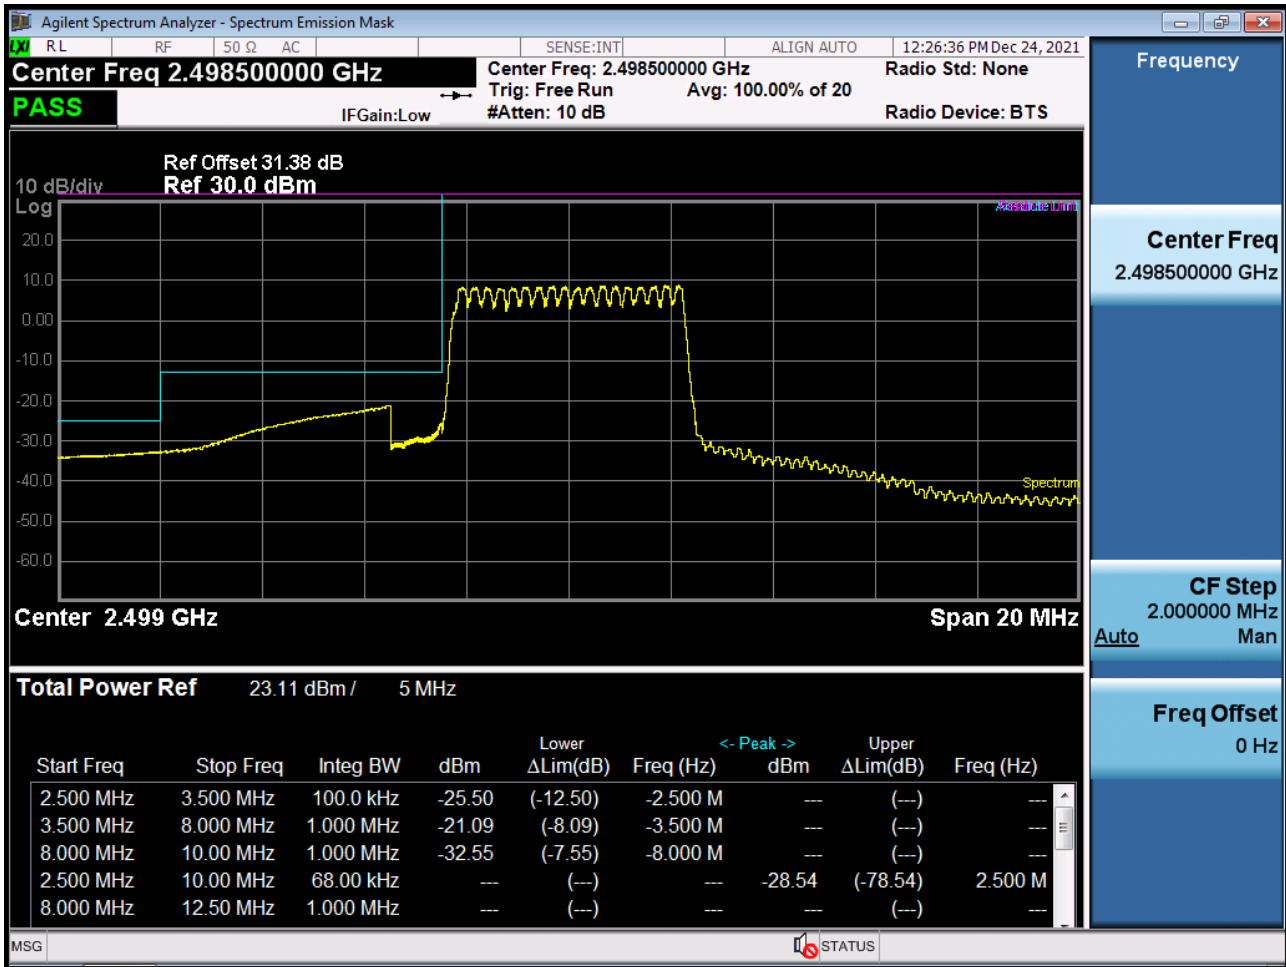 Agilent Spectrum Analyzer - Spectrum Emission Mask
LXI RL RF 50 Ω AC SENSE:INT ALIGN AUTO 12:26:36 PM Dec 24, 2021
Center Freq 2.498500000 GHz
Center Freq: 2.498500000 GHz Radio Std: None
Trig: Free Run Avg: 100.00% of 20
PASS
IFGain:Low #Atten: 10 dB Radio Device: BTS
Ref Offset 31.38 dB
10 dB/div Ref 30.0 dBm
Log
Absolute Limit
20.0
10.0
0.00
-10.0
-20.0
-30.0
-40.0
Spectrum
-50.0
-60.0
Center 2.499 GHz Span 20 MHz
Total Power Ref 23.11 dBm / 5 MHz
Lower <- Peak -> Upper
Start Freq Stop Freq Integ BW dBm ΔLim(dB) Freq (Hz) dBm ΔLim(dB) Freq (Hz)
2.500 MHz 3.500 MHz 100.0 kHz -25.50 (-12.50) -2.500 M --- (---) ---
3.500 MHz 8.000 MHz 1.000 MHz -21.09 (-8.09) -3.500 M --- (---) ---
8.000 MHz 10.00 MHz 1.000 MHz -32.55 (-7.55) -8.000 M --- (---) ---
2.500 MHz 10.00 MHz 68.00 kHz --- (---) --- -28.54 (-78.54) 2.500 M
8.000 MHz 12.50 MHz 1.000 MHz --- (---) --- --- (---) ---
MSG STATUS
Frequency
Center Freq
2.498500000 GHz
CF Step
2.000000 MHz
Auto Man
Freq Offset
0 Hz